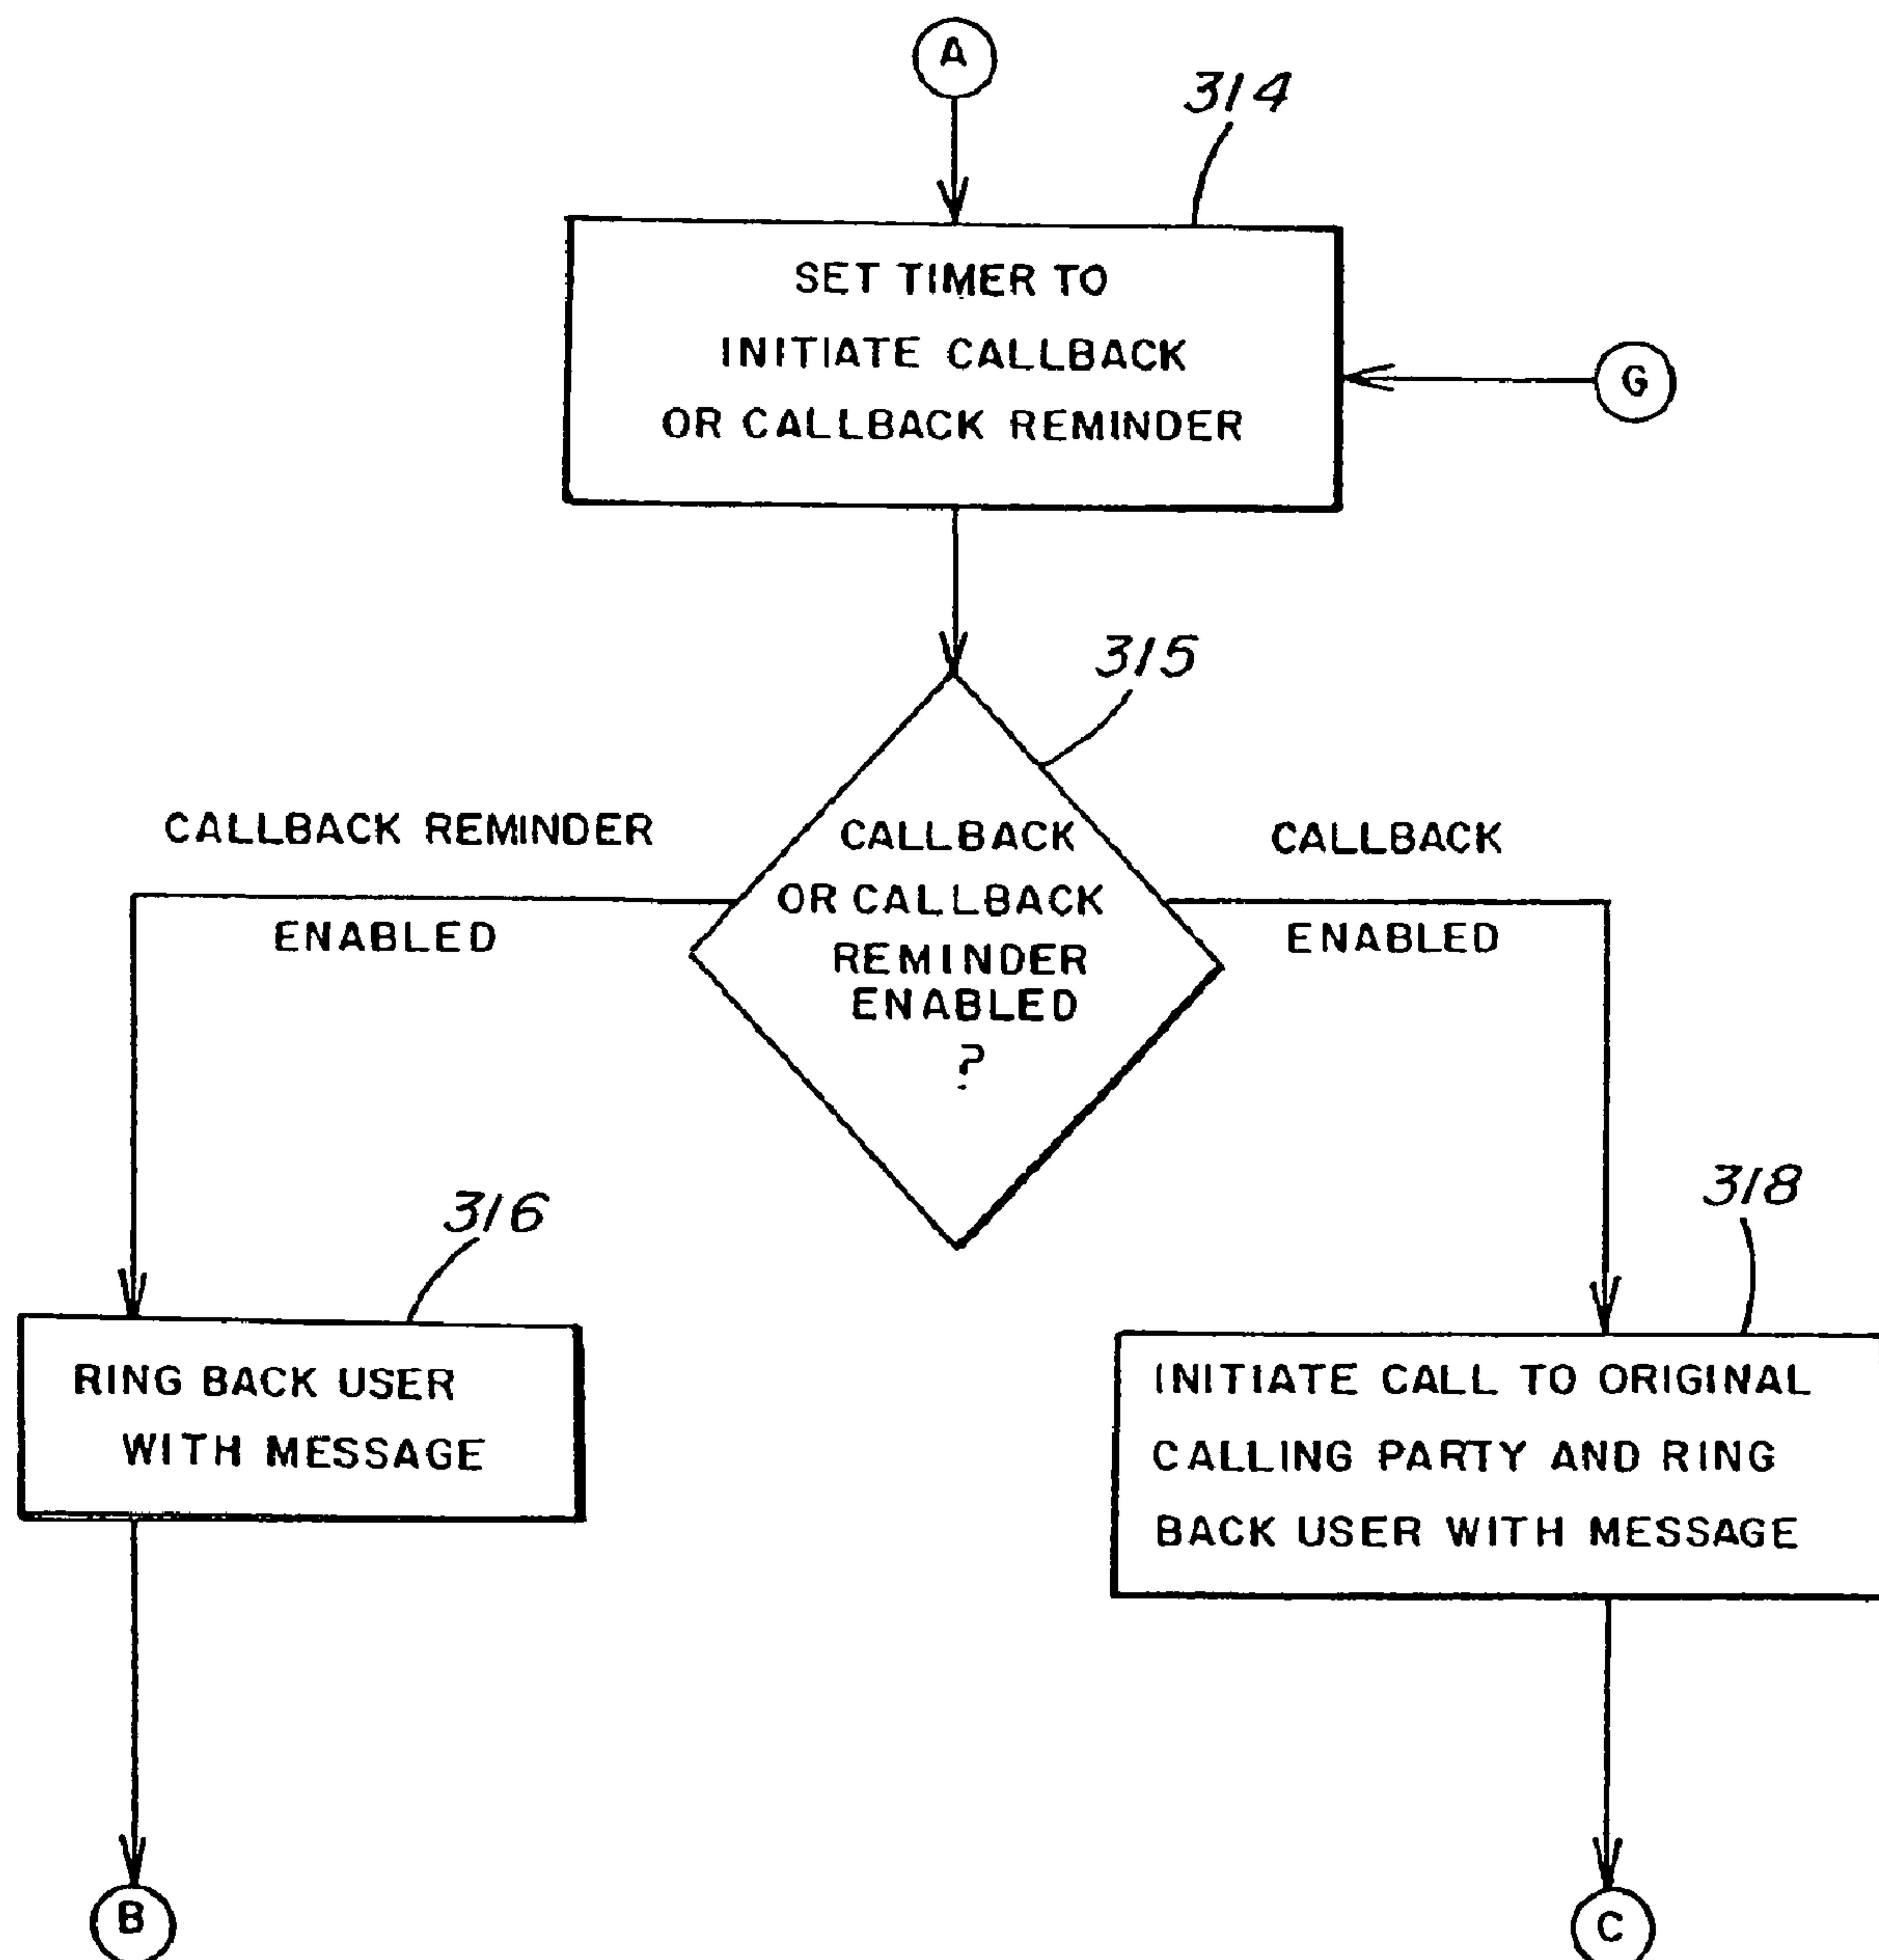 A
314
SET TIMER TO
INITIATE CALLBACK
OR CALLBACK REMINDER
G
315
CALLBACK REMINDER
ENABLED
CALLBACK
OR CALLBACK
REMINDER
ENABLED
?
CALLBACK
ENABLED
316
RING BACK USER
WITH MESSAGE
318
INITIATE CALL TO ORIGINAL
CALLING PARTY AND RING
BACK USER WITH MESSAGE
B
C